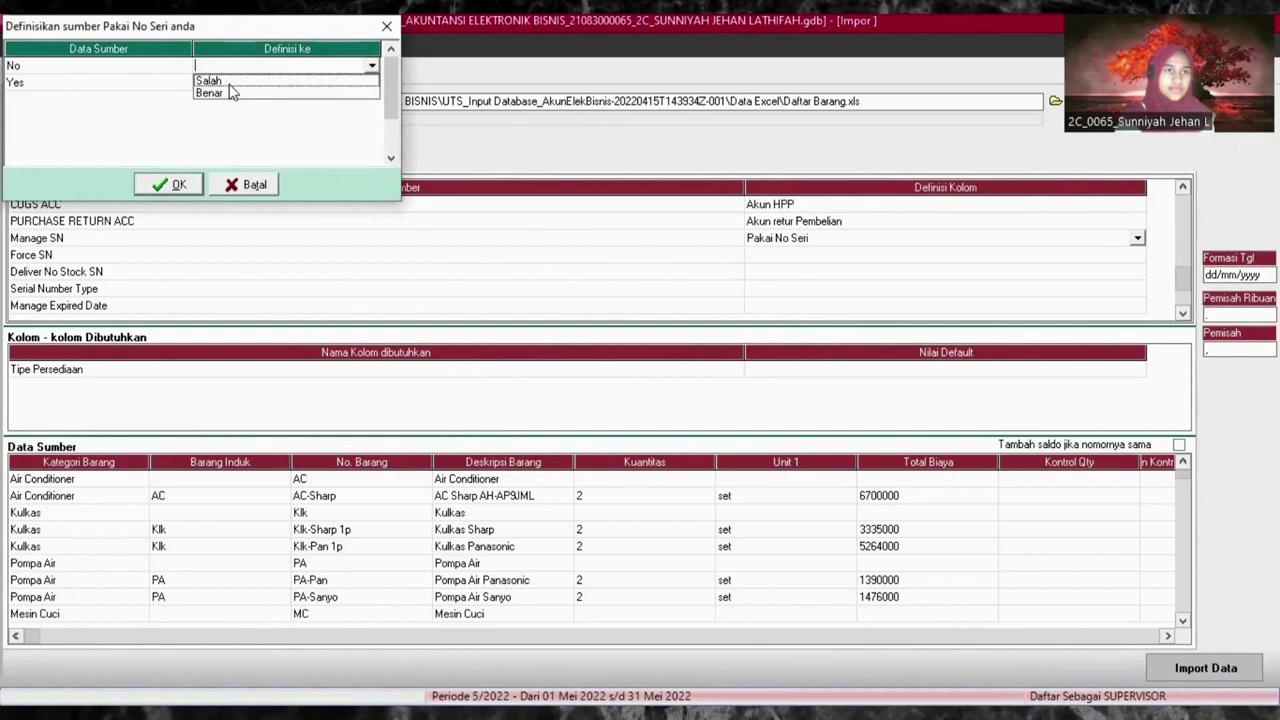 Definisikan sumber Pakai No Seri anda
_AKUNTANSI ELEKTRONIK BISNIS_21083000065_2C_SUNNIYAH JEHAN LATHIFAH.gdb] - [Impor ]
Data Sumber Definisi ke
No
Yes
Salah
Benar
OK Batal
BISNIS\UTS_Input Database_AkunElekBisnis-20220415T143934Z-001\Data Excel\Daftar Barang.xls
2C_0065_Sunniyah Jehan L
umber Definisi Kolom
COGS ACC Akun HPP
PURCHASE RETURN ACC Akun retur Pembelian
Manage SN Pakai No Seri
Force SN
Deliver No Stock SN
Serial Number Type
Manage Expired Date
Formasi Tgl
dd/mm/yyyy
Pemisah Ribuan
.
Pemisah
,
Kolom - kolom Dibutuhkan
Nama Kolom dibutuhkan Nilai Default
Tipe Persediaan
Data Sumber Tambah saldo jika nomornya sama
Kategori Barang Barang Induk No. Barang Deskripsi Barang Kuantitas Unit 1 Total Biaya Kontrol Qty n Kontr
Air Conditioner AC Air Conditioner
Air Conditioner AC AC-Sharp AC Sharp AH-AP9JML 2 set 6700000
Kulkas Klk Kulkas
Kulkas Klk Klk-Sharp 1p Kulkas Sharp 2 set 3335000
Kulkas Klk Klk-Pan 1p Kulkas Panasonic 2 set 5264000
Pompa Air PA Pompa Air
Pompa Air PA PA-Pan Pompa Air Panasonic 2 set 1390000
Pompa Air PA PA-Sanyo Pompa Air Sanyo 2 set 1476000
Mesin Cuci MC Mesin Cuci
Import Data
Periode 5/2022 - Dari 01 Mei 2022 s/d 31 Mei 2022 Daftar Sebagai SUPERVISOR